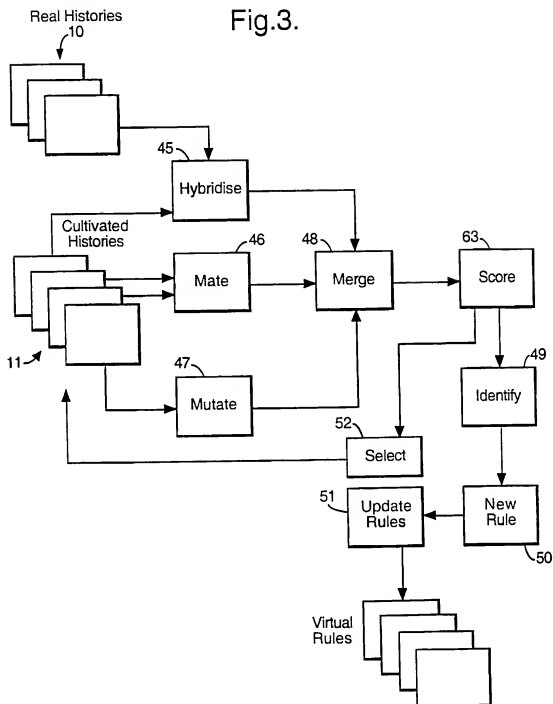 Fig.3.
Real Histories
10
45
Hybridise
Cultivated
Histories
46
Mate
48
Merge
63
Score
11
47
Mutate
49
Identify
52
Select
51
Update
Rules
New
Rule
50
Virtual
Rules